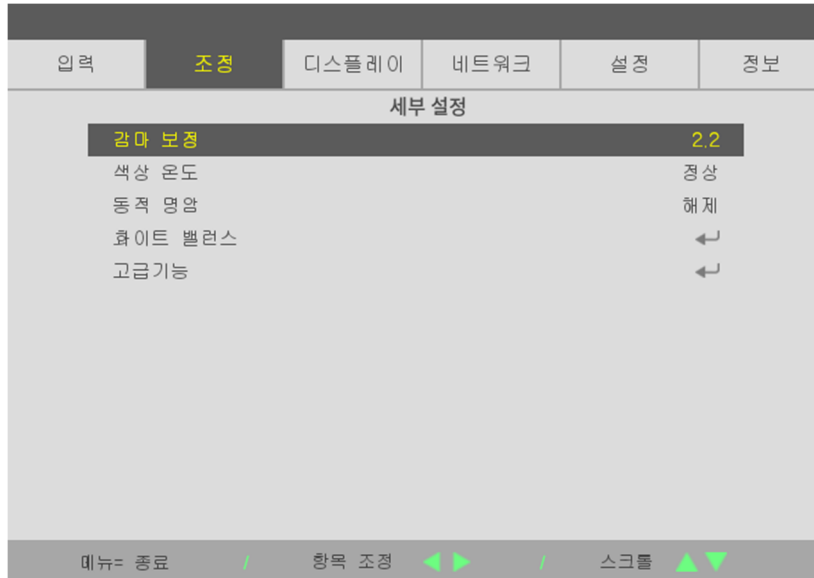 입력 조정 디스플레이 네트워크 설정 정보
세부 설정
감마 보정 2.2
색상 온도 정상
동적 명암 해제
화이트 밸런스
고급기능
메뉴= 종료 / 항목 조정 / 스크롤